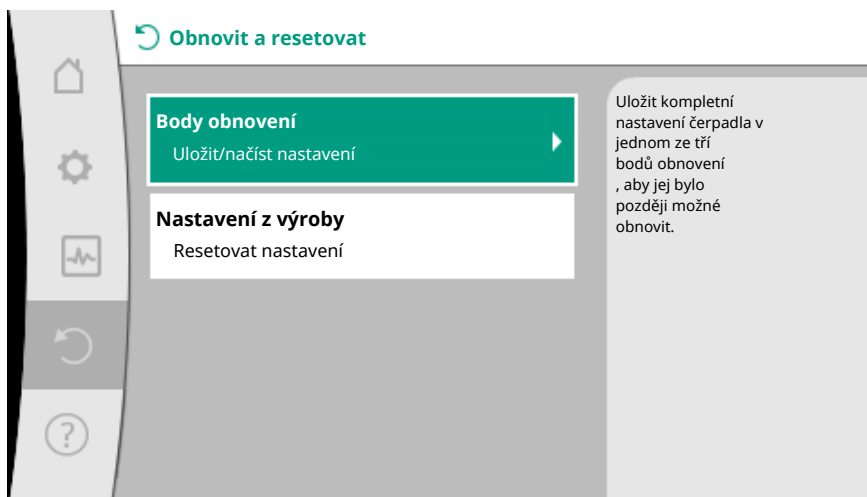 Obnovit a resetovat
Body obnovení
Uložit/načíst nastavení
Nastavení z výroby
Resetovat nastavení
Uložit kompletní
nastavení čerpadla v
jednom ze tří
bodů obnovení
, aby jej bylo
později možné
obnovit.
?